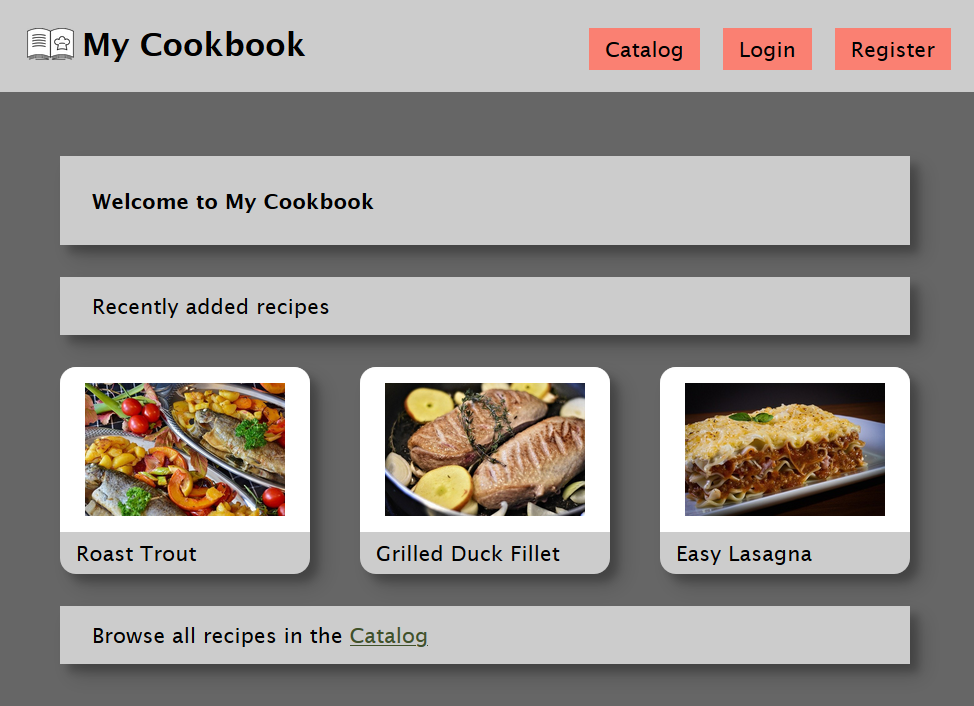 My Cookbook
Catalog Login Register
Welcome to My Cookbook
Recently added recipes
Roast Trout
Grilled Duck Fillet
Easy Lasagna
Browse all recipes in the Catalog